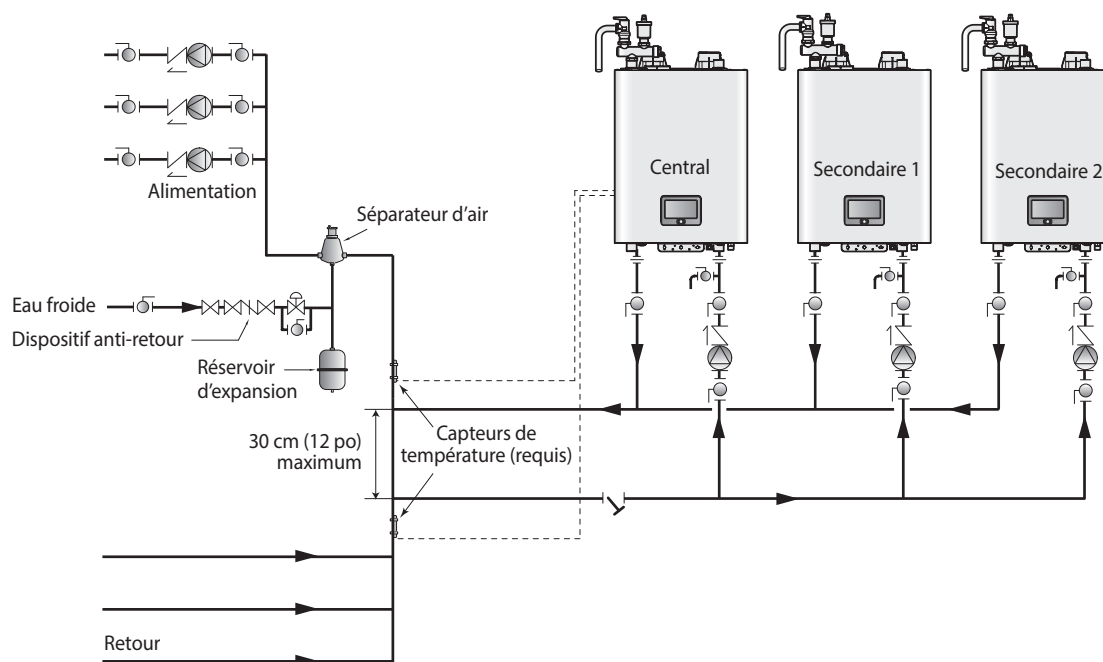 Alimentation
Séparateur d’air
Eau froide
Dispositif anti-retour
Réservoir
d’expansion
30 cm (12 po)
maximum
Capteurs de
température (requis)
Retour
Central
Secondaire 1
Secondaire 2